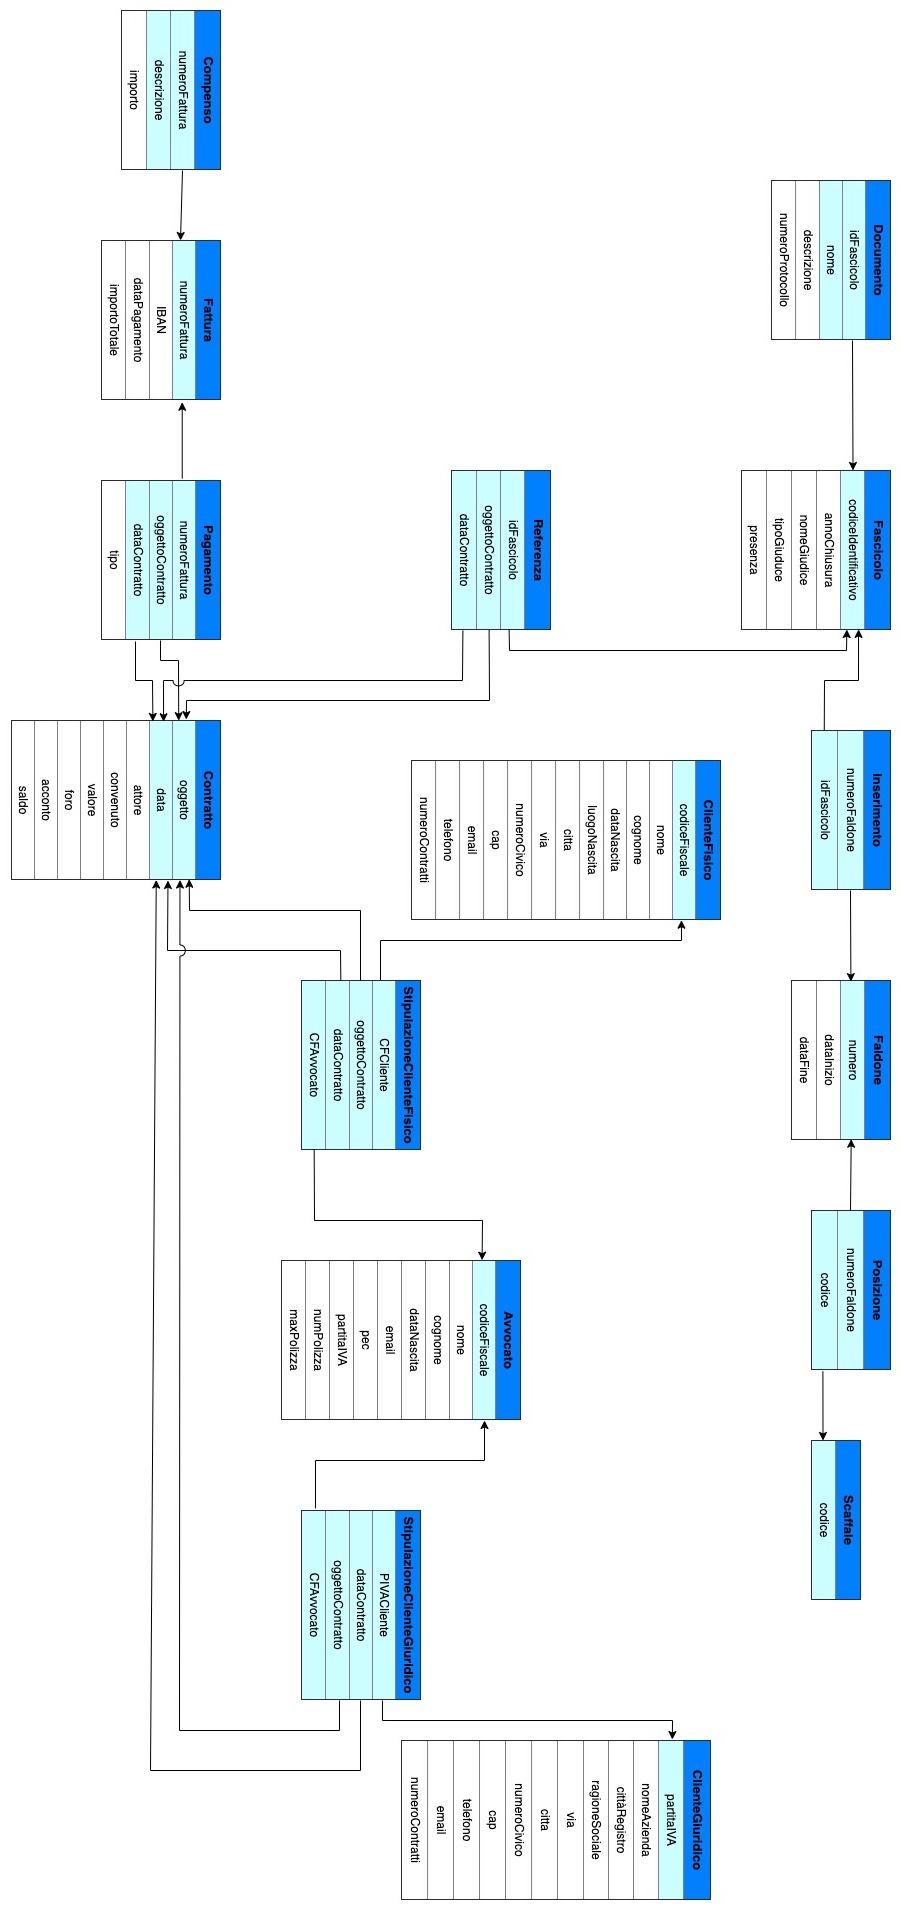 Documento
idFascicolo
nome
descrizione
numeroProtocollo
Fascicolo
codiceIdentificativo
annoChiusura
nomeGiudice
tipoGiuduce
presenza
Inserimento
numeroFaldone
idFascicolo
Faldone
numero
dataInizio
dataFine
Posizione
numeroFaldone
codice
Scaffale
codice
Referenza
idFascicolo
oggettoContratto
dataContratto
ClienteFisico
codiceFiscale
nome
cognome
dataNascita
luogoNascita
citta
via
numeroCivico
cap
email
telefono
numeroContratti
StipulazioneClienteFisico
CFCliente
oggettoContratto
dataContratto
CFAvvocato
Avvocato
codiceFiscale
nome
cognome
dataNascita
email
pec
partitaIVA
numPolizza
maxPolizza
StipulazioneClienteGiuridico
PIVACliente
dataContratto
oggettoContratto
CFAvvocato
ClienteGiuridico
partitaIVA
nomeAzienda
cittàRegistro
ragioneSociale
via
citta
numeroCivico
cap
telefono
email
numeroContratti
Compenso
numeroFattura
descrizione
importo
Fattura
numeroFattura
IBAN
dataPagamento
importoTotale
Pagamento
numeroFattura
oggettoContratto
dataContratto
tipo
Contratto
oggetto
data
attore
convenuto
valore
foro
acconto
saldo